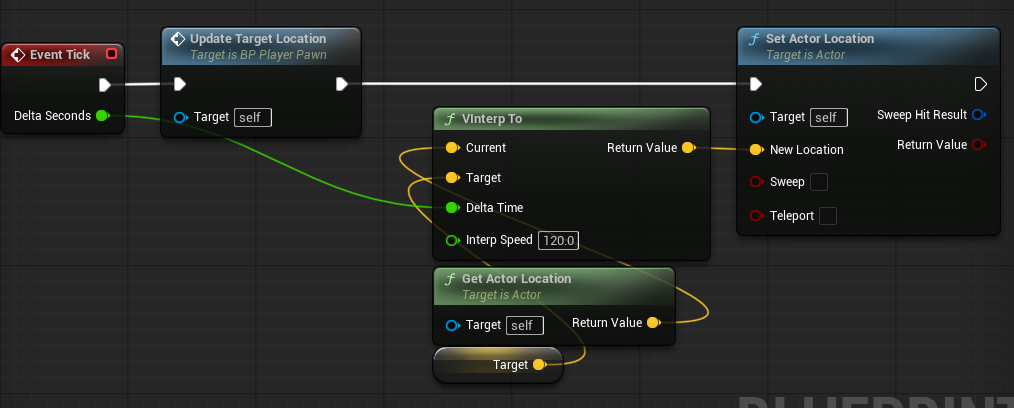 Event Tick
Delta Seconds
Update Target Location
Target is BP Player Pawn
Target self
VInterp To
Current Return Value
Target
Delta Time
Interp Speed 120.0
Get Actor Location
Target is Actor
Target self Return Value
Target
Set Actor Location
Target is Actor
Target self Sweep Hit Result
Return Value
New Location
Sweep
Teleport
BLUEPRINT